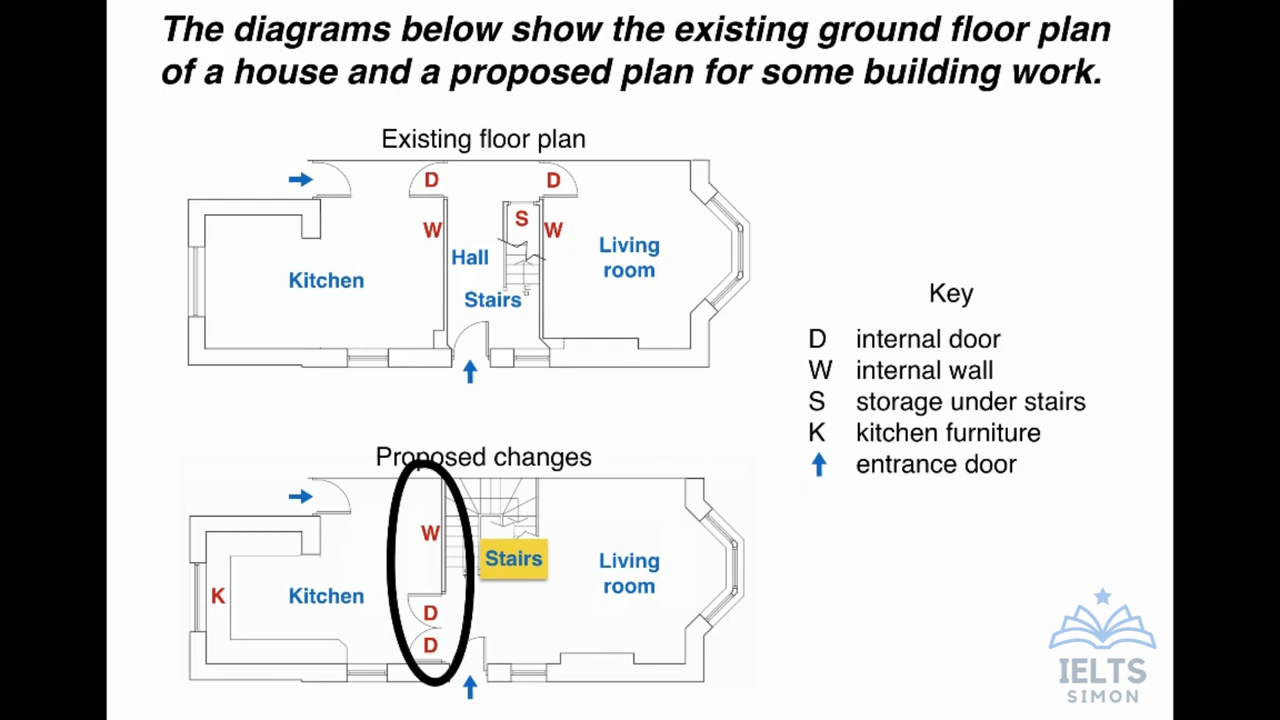 The diagrams below show the existing ground floor plan
of a house and a proposed plan for some building work.
Existing floor plan
D
D
W
S
W
Hall
Living
room
Kitchen
Stairs
up
Key
D internal door
W internal wall
S storage under stairs
K kitchen furniture
entrance door
Proposed changes
W
Stairs
Living
room
K
Kitchen
D
D
IELTS
SIMON